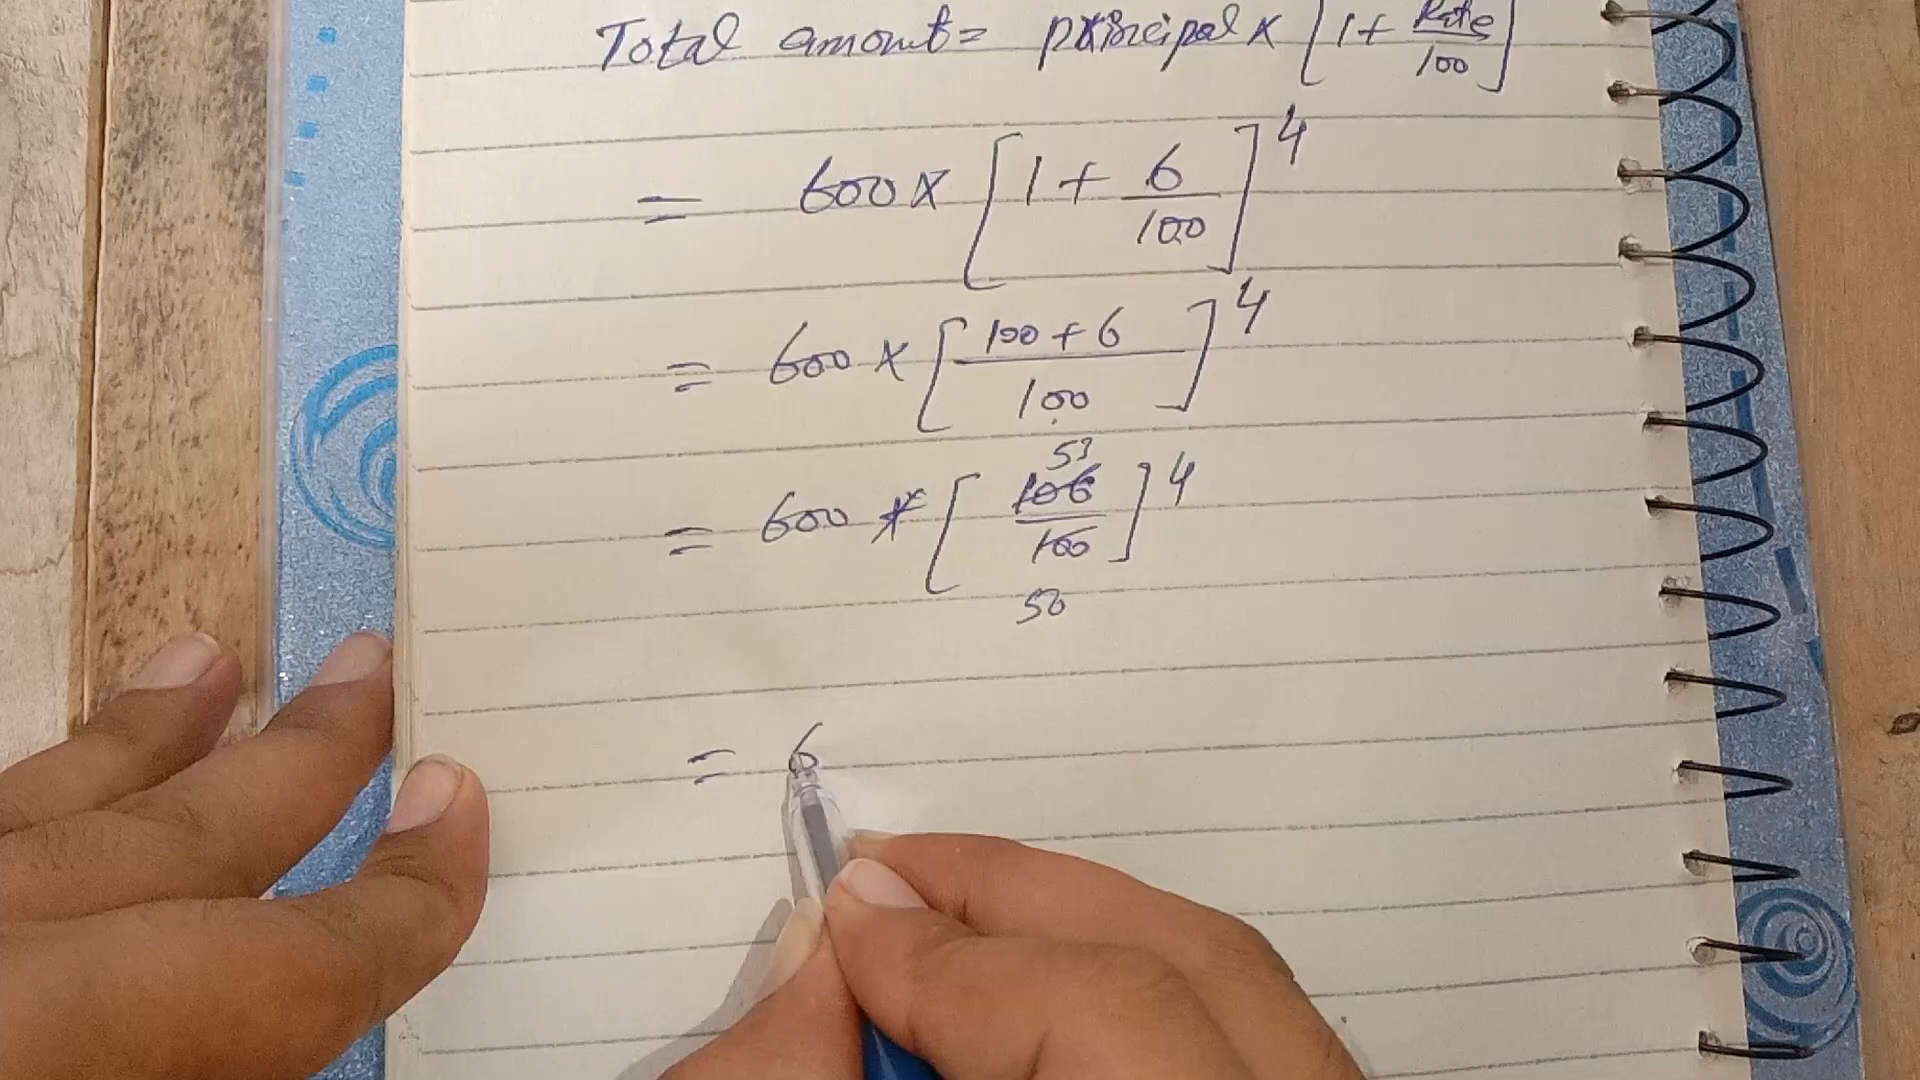 Total amount = principal × [1 + Rate/100]
= 600 × [1 + 6/100]^4
= 600 × [100 + 6/100]^4
53
= 600 × [106/100]^4
50
= 6